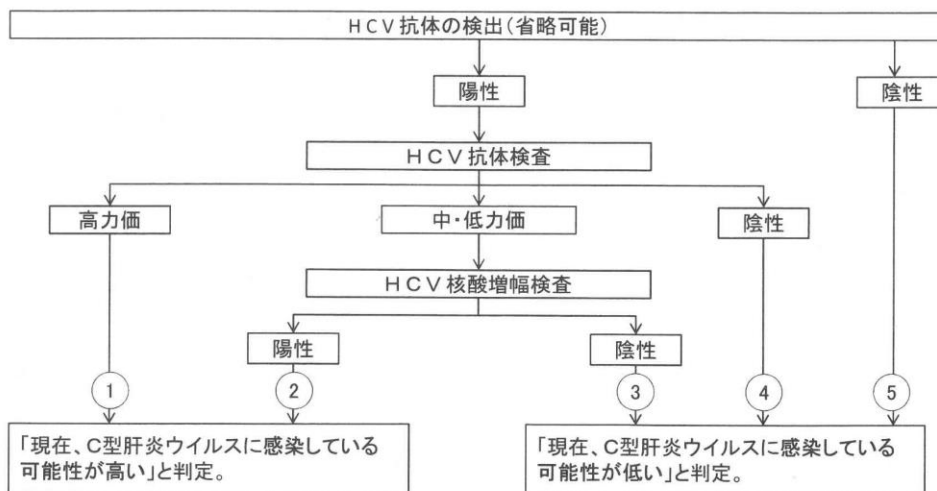 HCV抗体の検出(省略可能)
陽性
陰性
HCV抗体検査
高力価
中・低力価
陰性
HCV核酸増幅検査
陽性
陰性
1
2
3
4
5
「現在、C型肝炎ウイルスに感染している
可能性が高い」と判定。
「現在、C型肝炎ウイルスに感染している
可能性が低い」と判定。